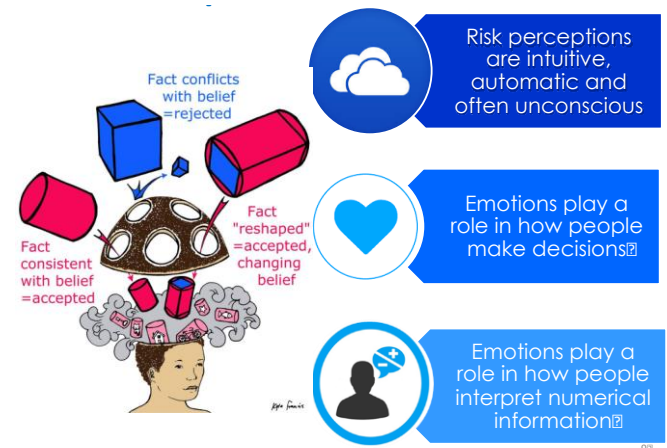 Fact conflicts
with belief
=rejected
Fact
"reshaped"
=accepted,
changing
belief
Fact
consistent
with belief
=accepted
Risk perceptions
are intuitive,
automatic and
often unconscious
Emotions play a
role in how people
make decisions
Emotions play a
role in how people
interpret numerical
information